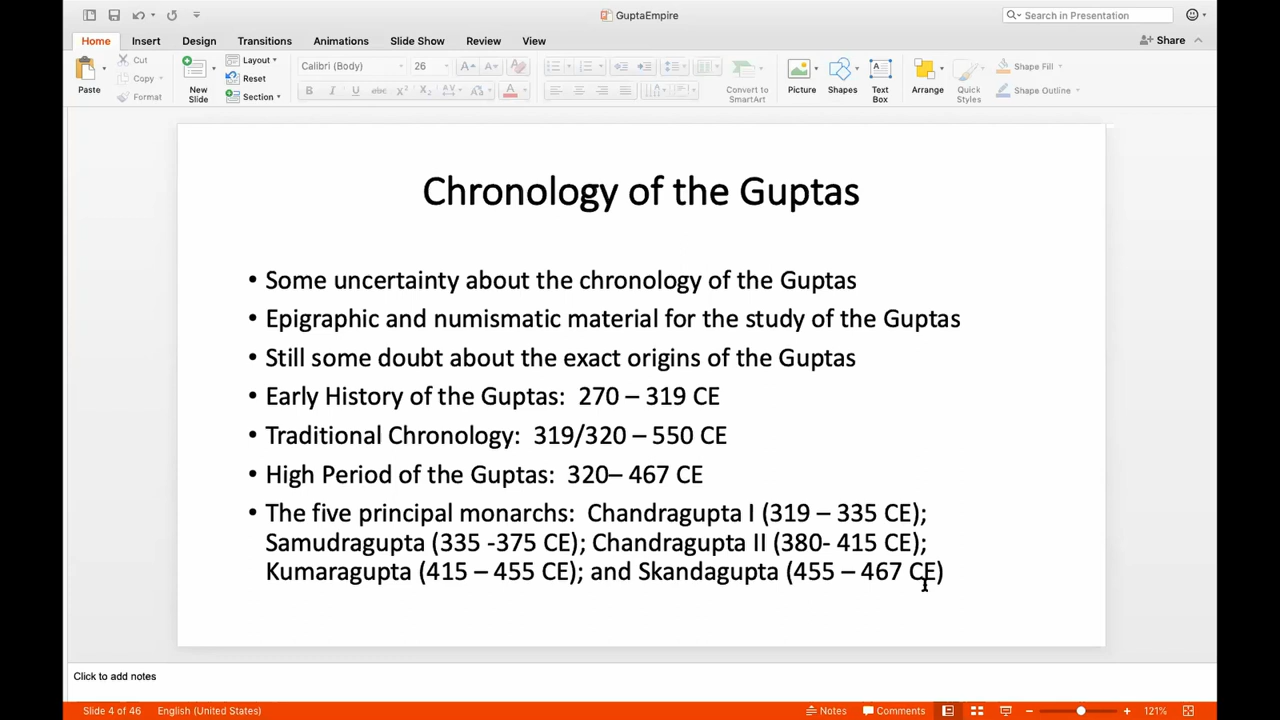 GuptaEmpire
Search in Presentation
Home Insert Design Transitions Animations Slide Show Review View
Share
Paste
Cut
Copy
Format
New
Slide
Layout
Reset
Section
Calibri (Body) 26
Convert to
SmartArt
Picture
Shapes
Text
Box
Arrange
Quick
Styles
Shape Fill
Shape Outline
Chronology of the Guptas
• Some uncertainty about the chronology of the Guptas
• Epigraphic and numismatic material for the study of the Guptas
• Still some doubt about the exact origins of the Guptas
• Early History of the Guptas:  270 – 319 CE
• Traditional Chronology:  319/320 – 550 CE
• High Period of the Guptas:  320– 467 CE
• The five principal monarchs:  Chandragupta I (319 – 335 CE);
Samudragupta (335 -375 CE); Chandragupta II (380- 415 CE);
Kumaragupta (415 – 455 CE); and Skandagupta (455 – 467 CE)
Click to add notes
Slide 4 of 46 English (United States) Notes Comments 121%